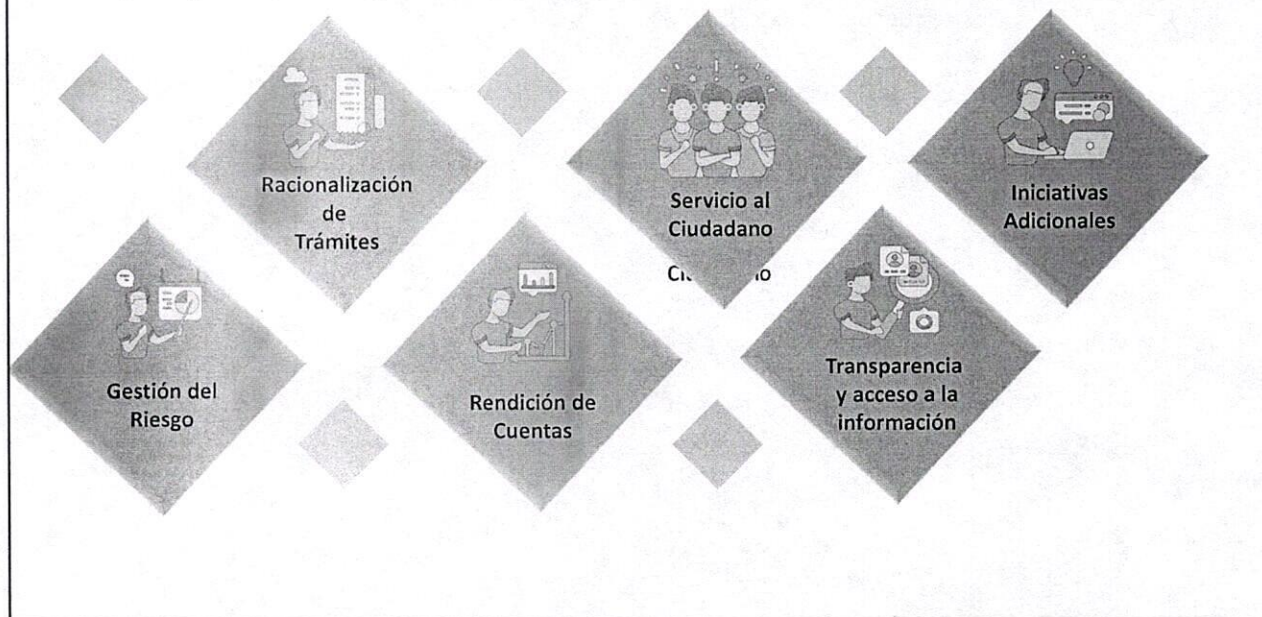 Gestión del
Riesgo
Racionalización
de
Trámites
Rendición de
Cuentas
Servicio al
Ciudadano
Transparencia
y acceso a la
información
Iniciativas
Adicionales